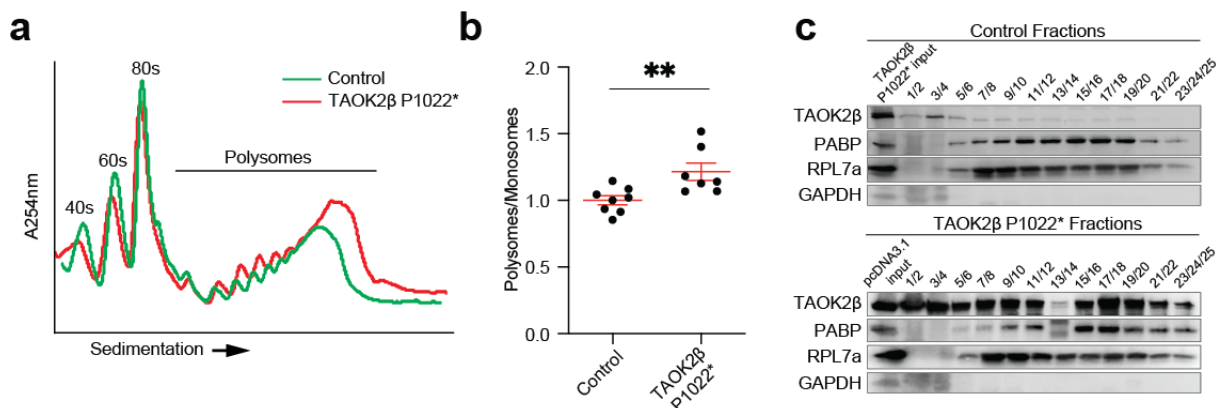 a
A254nm
40s
60s
80s
Control
TAOK2β P1022*
Polysomes
Sedimentation
b
Polysomes/Monosomes
2.0
1.5
1.0
0.5
0.0
**
Control
TAOK2β
P1022*
c
Control Fractions
TAOK2β
P1022* input
1/2
3/4
5/6
7/8
9/10
11/12
13/14
15/16
17/18
19/20
21/22
23/24/25
TAOK2β
PABP
RPL7a
GAPDH
TAOK2β P1022* Fractions
pcDNA3.1
input
1/2
3/4
5/6
7/8
9/10
11/12
13/14
15/16
17/18
19/20
21/22
23/24/25
TAOK2β
PABP
RPL7a
GAPDH